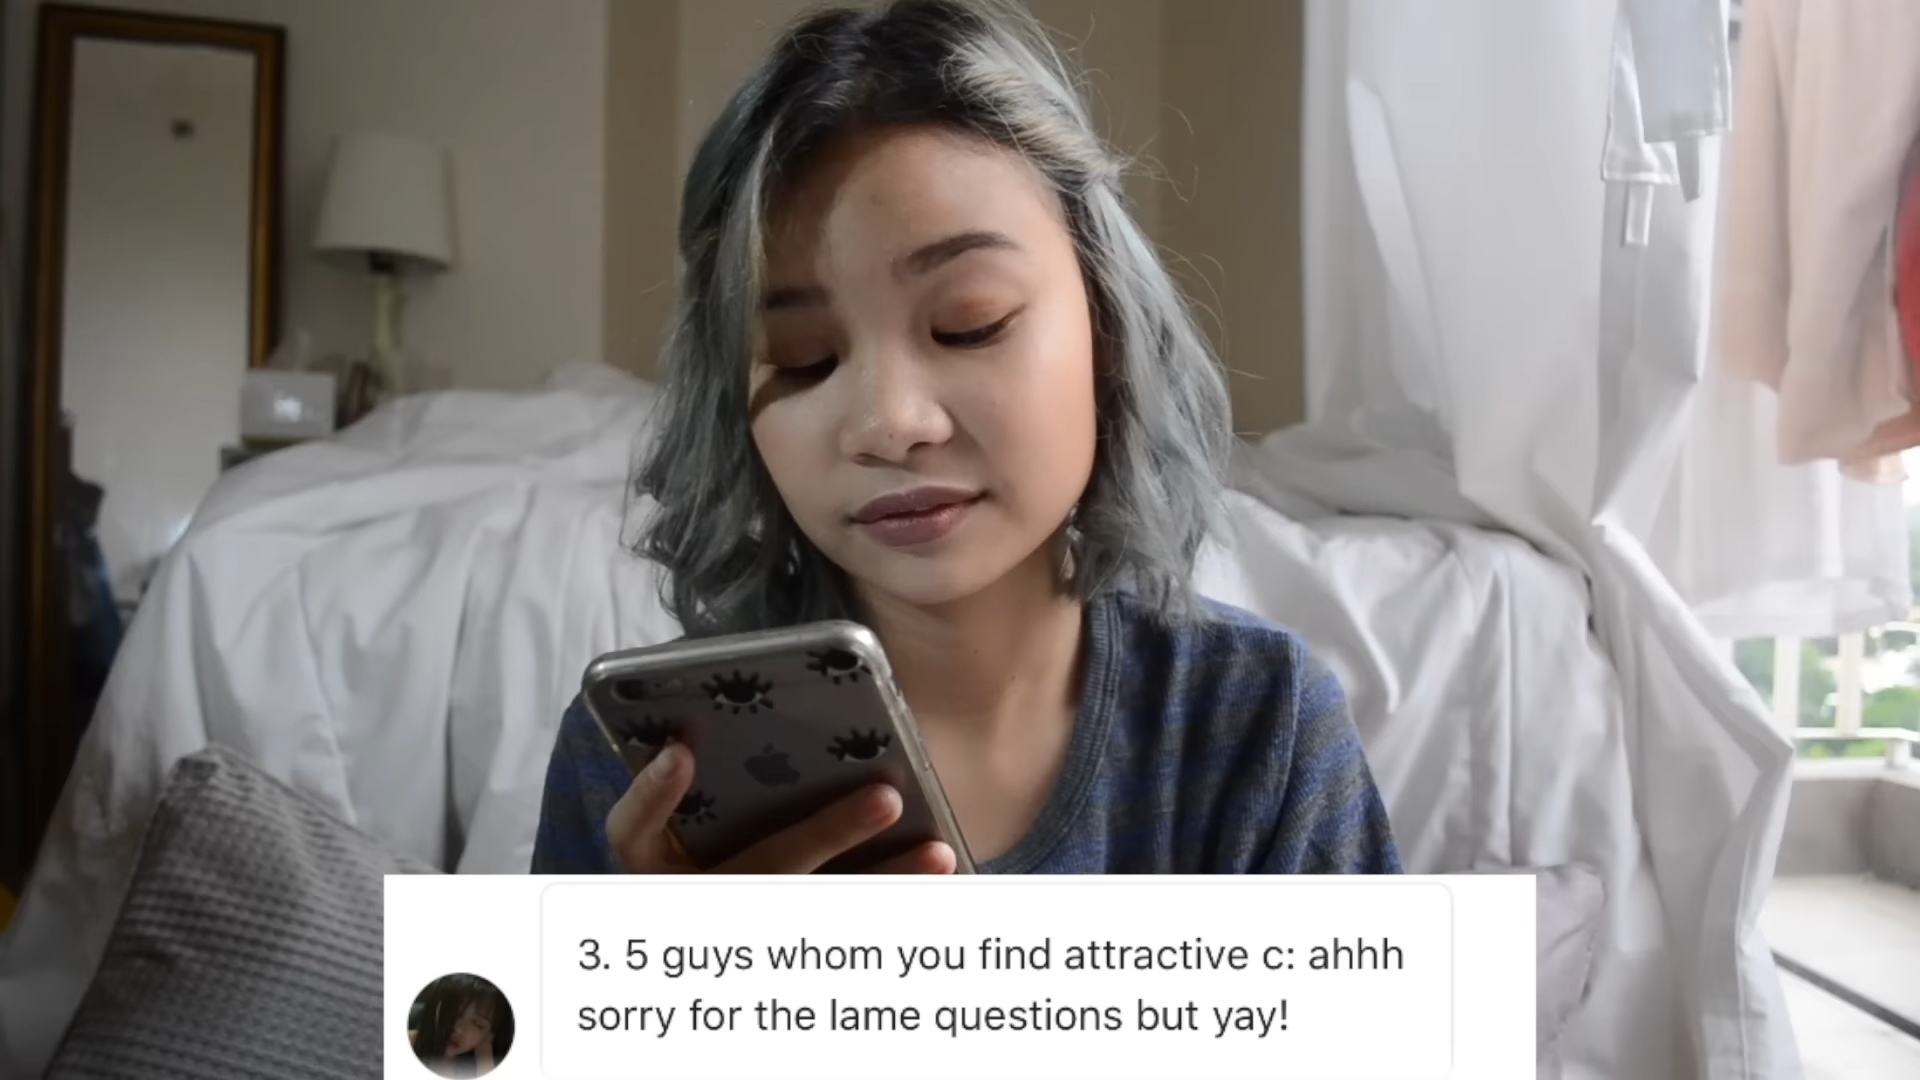 3. 5 guys whom you find attractive c: ahhh
sorry for the lame questions but yay!